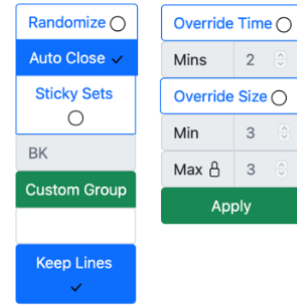 Randomize
Auto Close ✓
Sticky Sets
BK
Custom Group
Keep Lines
✓
Override Time
Mins 2
Override Size
Min 3
Max 3
Apply